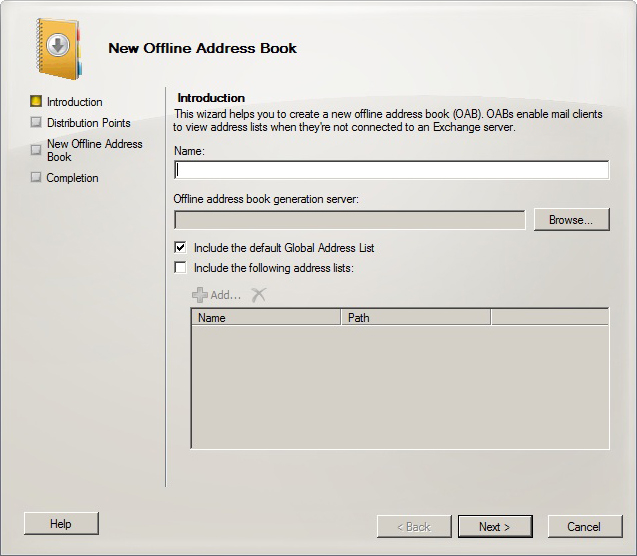 New Offline Address Book
Introduction
Distribution Points
New Offline Address
Book
Completion
Introduction
This wizard helps you to create a new offline address book (OAB). OABs enable mail clients
to view address lists when they're not connected to an Exchange server.
Name:
Offline address book generation server:
Browse...
Include the default Global Address List
Include the following address lists:
Add...
Name Path
Help
< Back Next > Cancel